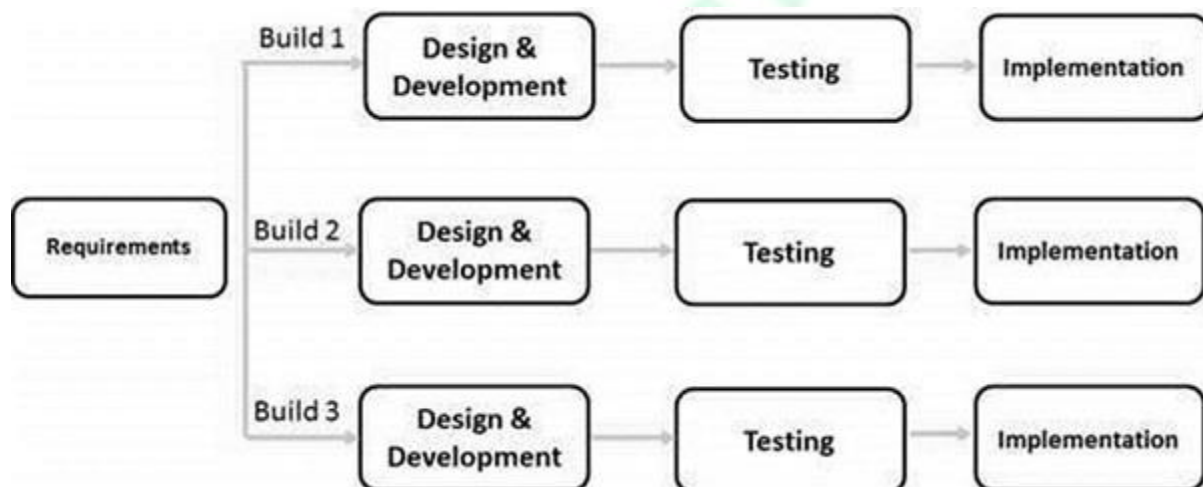 Build 1
Design &
Development
Testing
Implementation
Requirements
Build 2
Design &
Development
Testing
Implementation
Build 3
Design &
Development
Testing
Implementation